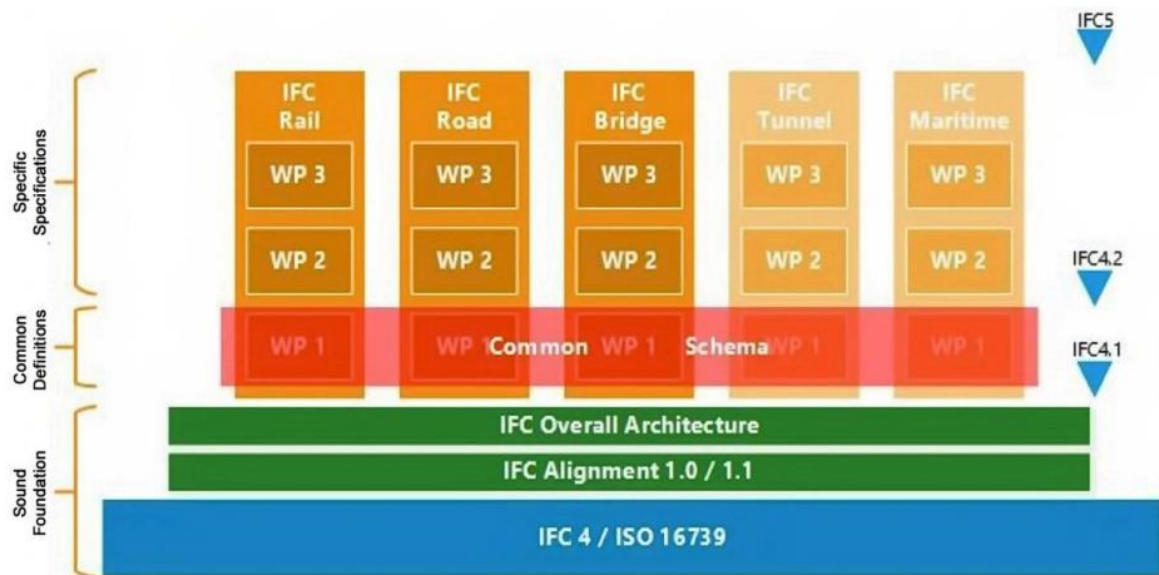 IFC5
IFC
Rail
IFC
Road
IFC
Bridge
IFC
Tunnel
IFC
Maritime
WP 3
WP 3
WP 3
WP 3
WP 3
Specific
Specifications
WP 2
WP 2
WP 2
WP 2
WP 2
IFC4.2
Common
Definitions
WP 1
WP 1
Common
WP 1
Schema
WP 1
WP 1
IFC4.1
Sound
Foundation
IFC Overall Architecture
IFC Alignment 1.0 / 1.1
IFC 4 / ISO 16739